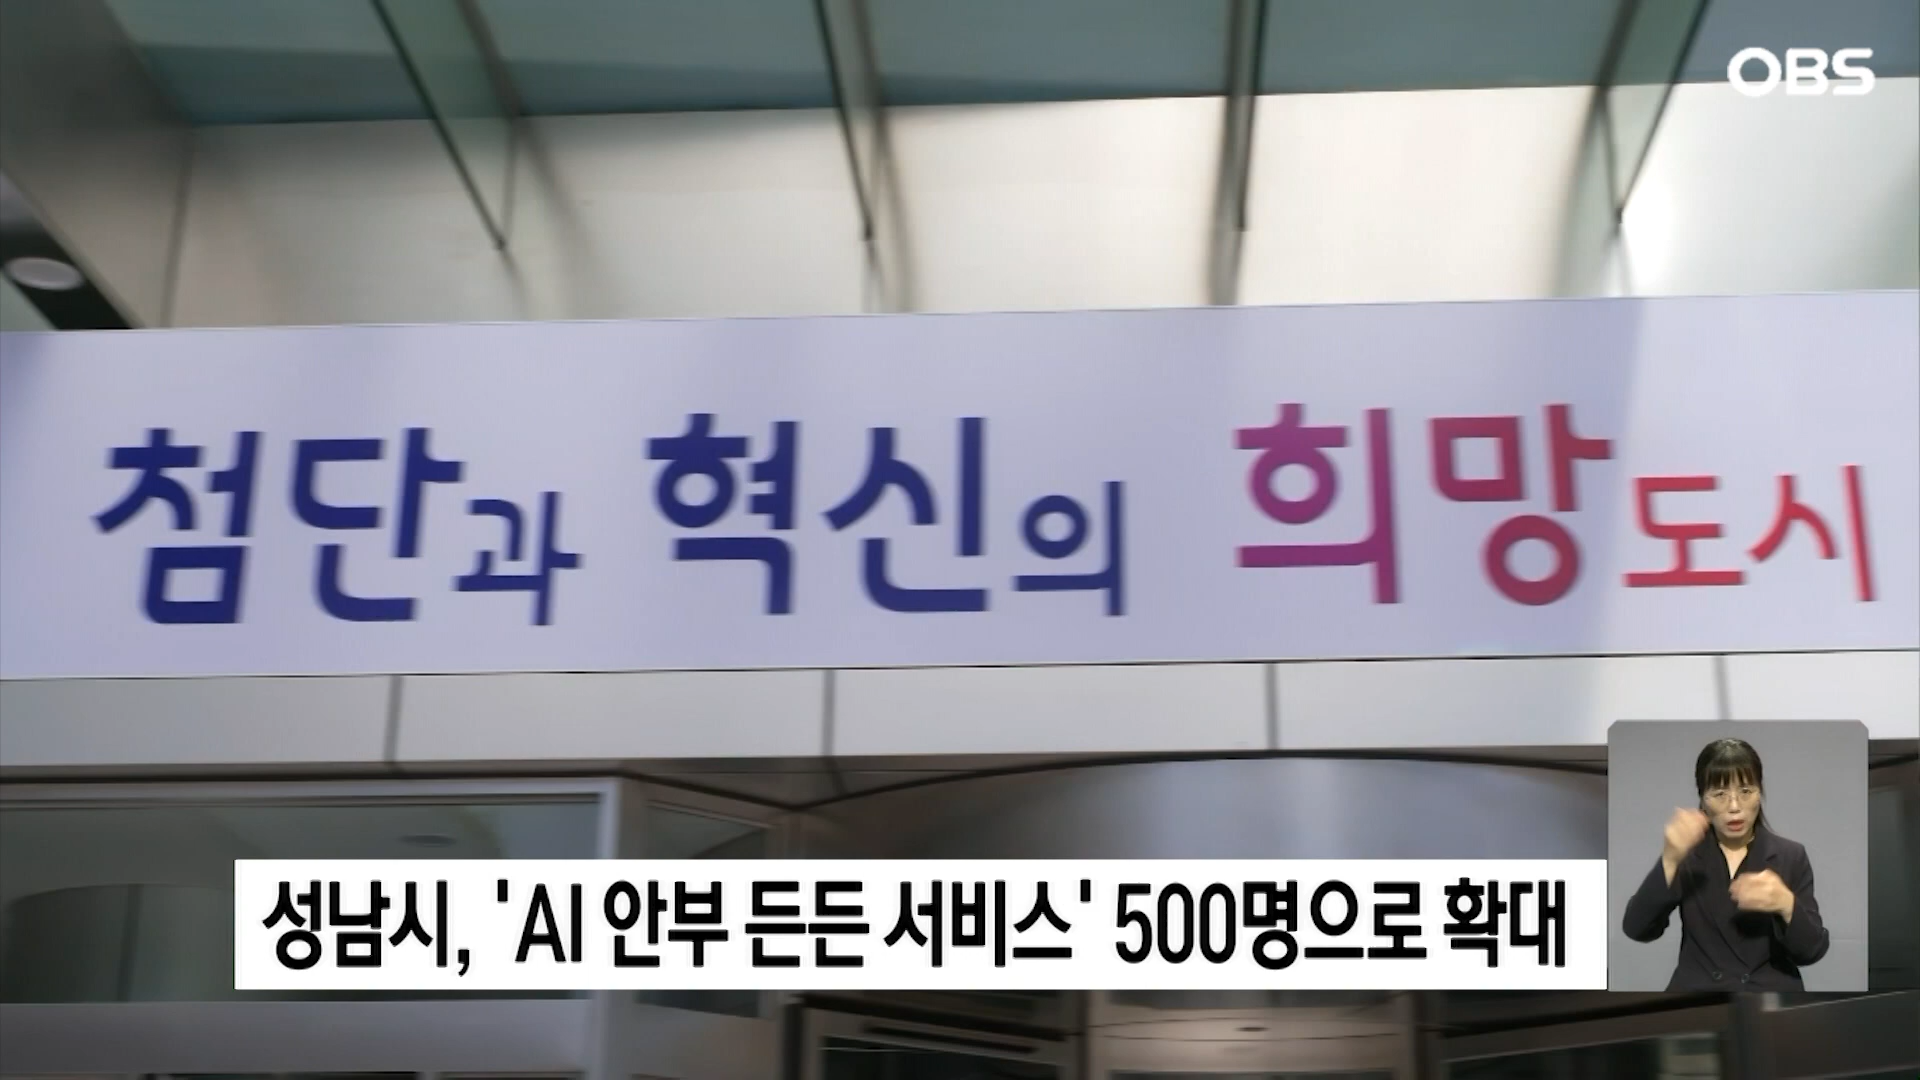 OBS
첨단과 혁신의 희망도시
성남시, 'AI 안부 든든 서비스' 500명으로 확대